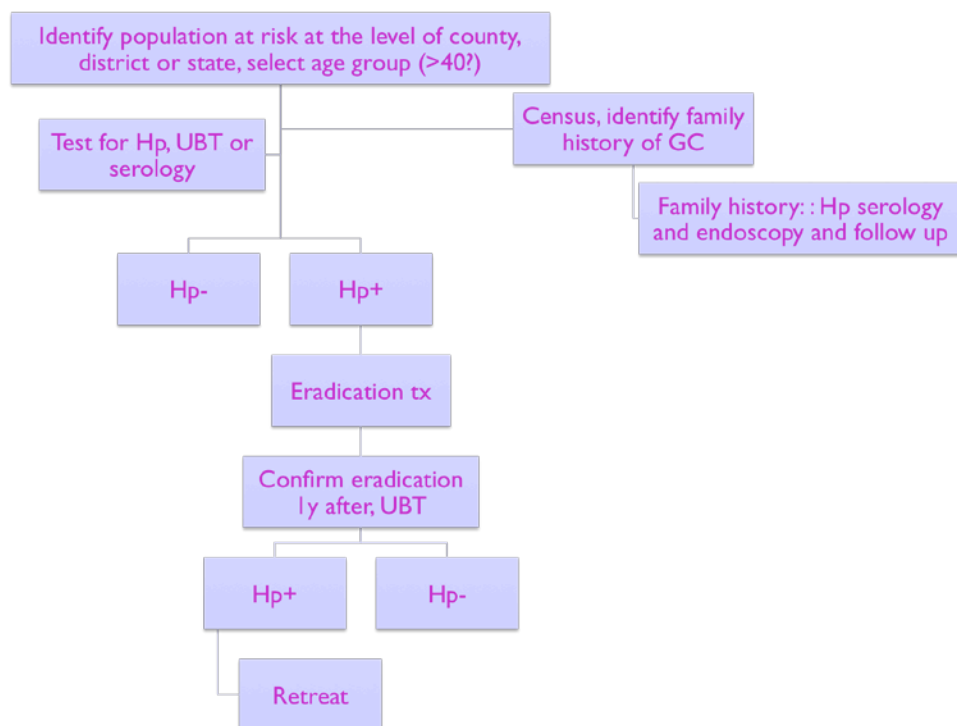 Identify population at risk at the level of county,
district or state, select age group (>40?)
Census, identify family
history of GC
Test for Hp, UBT or
serology
Family history: : Hp serology
and endoscopy and follow up
Hp-
Hp+
Eradication tx
Confirm eradication
1y after, UBT
Hp+
Hp-
Retreat